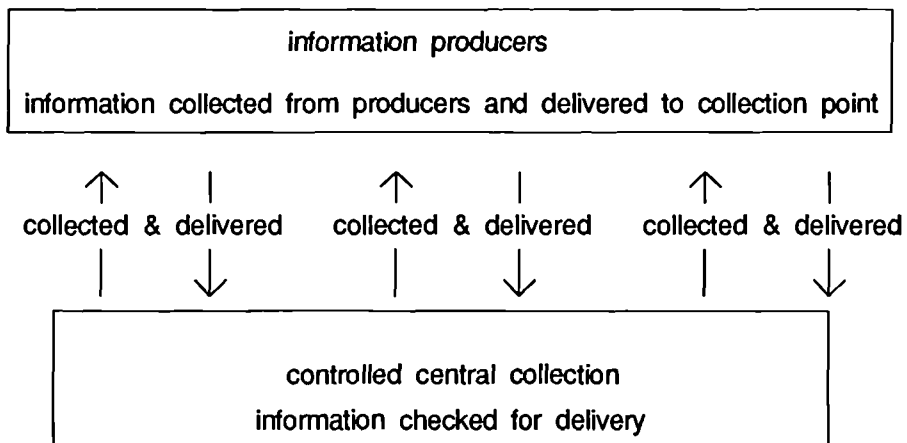 information producers
information collected from producers and delivered to collection point
collected & delivered collected & delivered collected & delivered
controlled central collection
information checked for delivery